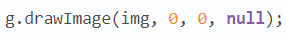 g.drawImage(img, 0, 0, null);